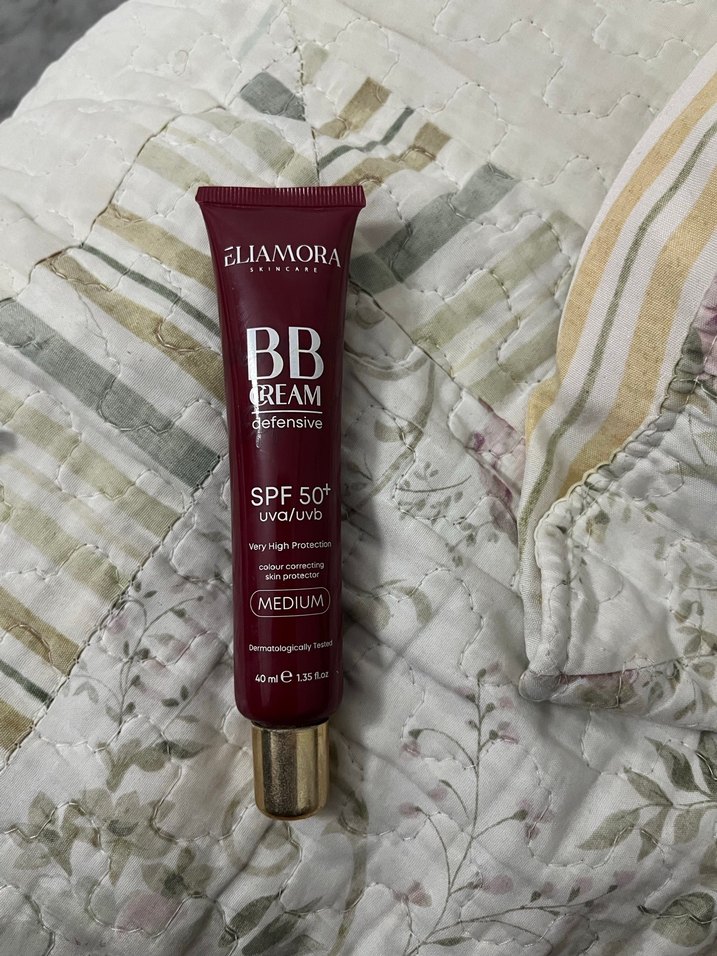 ELIAMORA
SKINCARE
BB
CREAM
defensive
SPF 50+
uva/uvb
Very High Protection
colour correcting
skin protector
MEDIUM
Dermatologically Tested
40 ml e 1.35 fl.oz